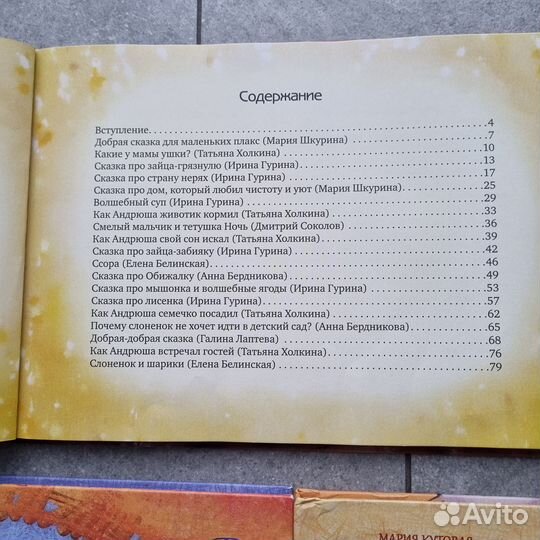 Содержание
Вступление 4
Добрая сказка для маленьких плакс (Мария Шкурина) 7
Какие у мамы ушки? (Татьяна Холкина) 10
Сказка про зайца-грязнулю (Ирина Гурина) 13
Сказка про страну нерях (Ирина Гурина) 17
Сказка про дом, который любил чистоту и уют (Мария Шкурина) 25
Волшебный суп (Ирина Гурина) 29
Как Андрюша животик кормил (Татьяна Холкина) 33
Смелый мальчик и тетушка Ночь (Дмитрий Соколов) 36
Как Андрюша свой сон искал (Татьяна Холкина) 39
Сказка про зайца-забияку (Ирина Гурина) 42
Ссора (Елена Белинская) 46
Сказка про Обижалку (Анна Бердникова) 49
Сказка про мышонка и волшебные ягоды (Ирина Гурина) 53
Сказка про лисенка (Ирина Гурина) 57
Как Андрюша семечко посадил (Татьяна Холкина) 62
Почему слоненок не хочет идти в детский сад? (Анна Бердникова) 65
Добрая-добрая сказка (Галина Лаптева) 68
Как Андрюша встречал гостей (Татьяна Холкина) 76
Слоненок и шарики (Елена Белинская) 79
МАРИЯ КУТОВАЯ
Avito